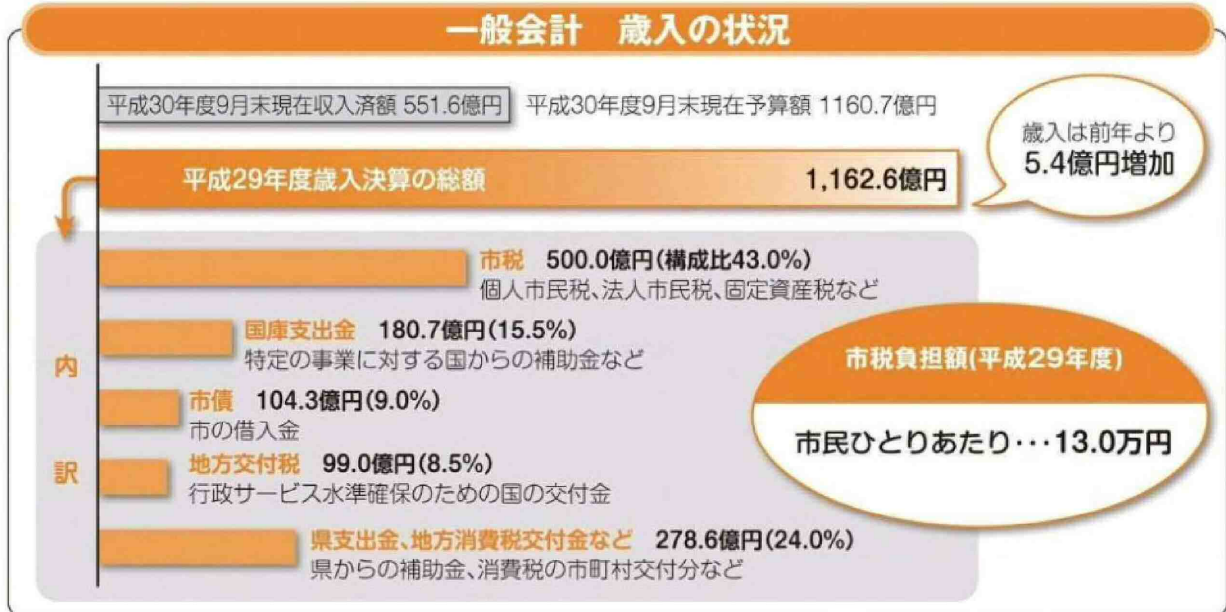 一般会計　歳入の状況
平成30年度9月末現在収入済額 551.6億円　平成30年度9月末現在予算額 1160.7億円
歳入は前年より
5.4億円増加
平成29年度歳入決算の総額　1,162.6億円
内訳
市税　500.0億円(構成比43.0%)
個人市民税、法人市民税、固定資産税など
国庫支出金　180.7億円(15.5%)
特定の事業に対する国からの補助金など
市債　104.3億円(9.0%)
市の借入金
地方交付税　99.0億円(8.5%)
行政サービス水準確保のための国の交付金
県支出金、地方消費税交付金など　278.6億円(24.0%)
県からの補助金、消費税の市町村交付分など
市税負担額(平成29年度)
市民ひとりあたり･･･13.0万円